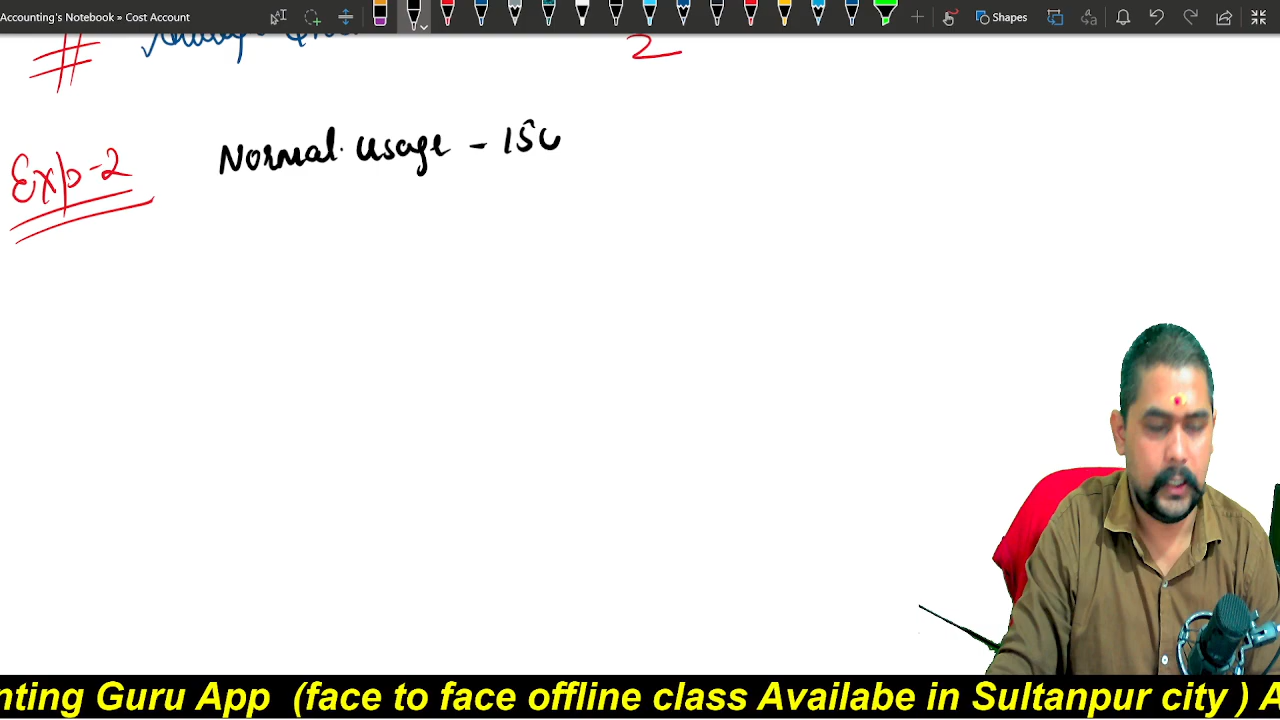 Accounting's Notebook » Cost Account
Shapes
# 
2
Exp-2
Normal usage - 150
nting Guru App (face to face offline class Availabe in Sultanpur city ) A